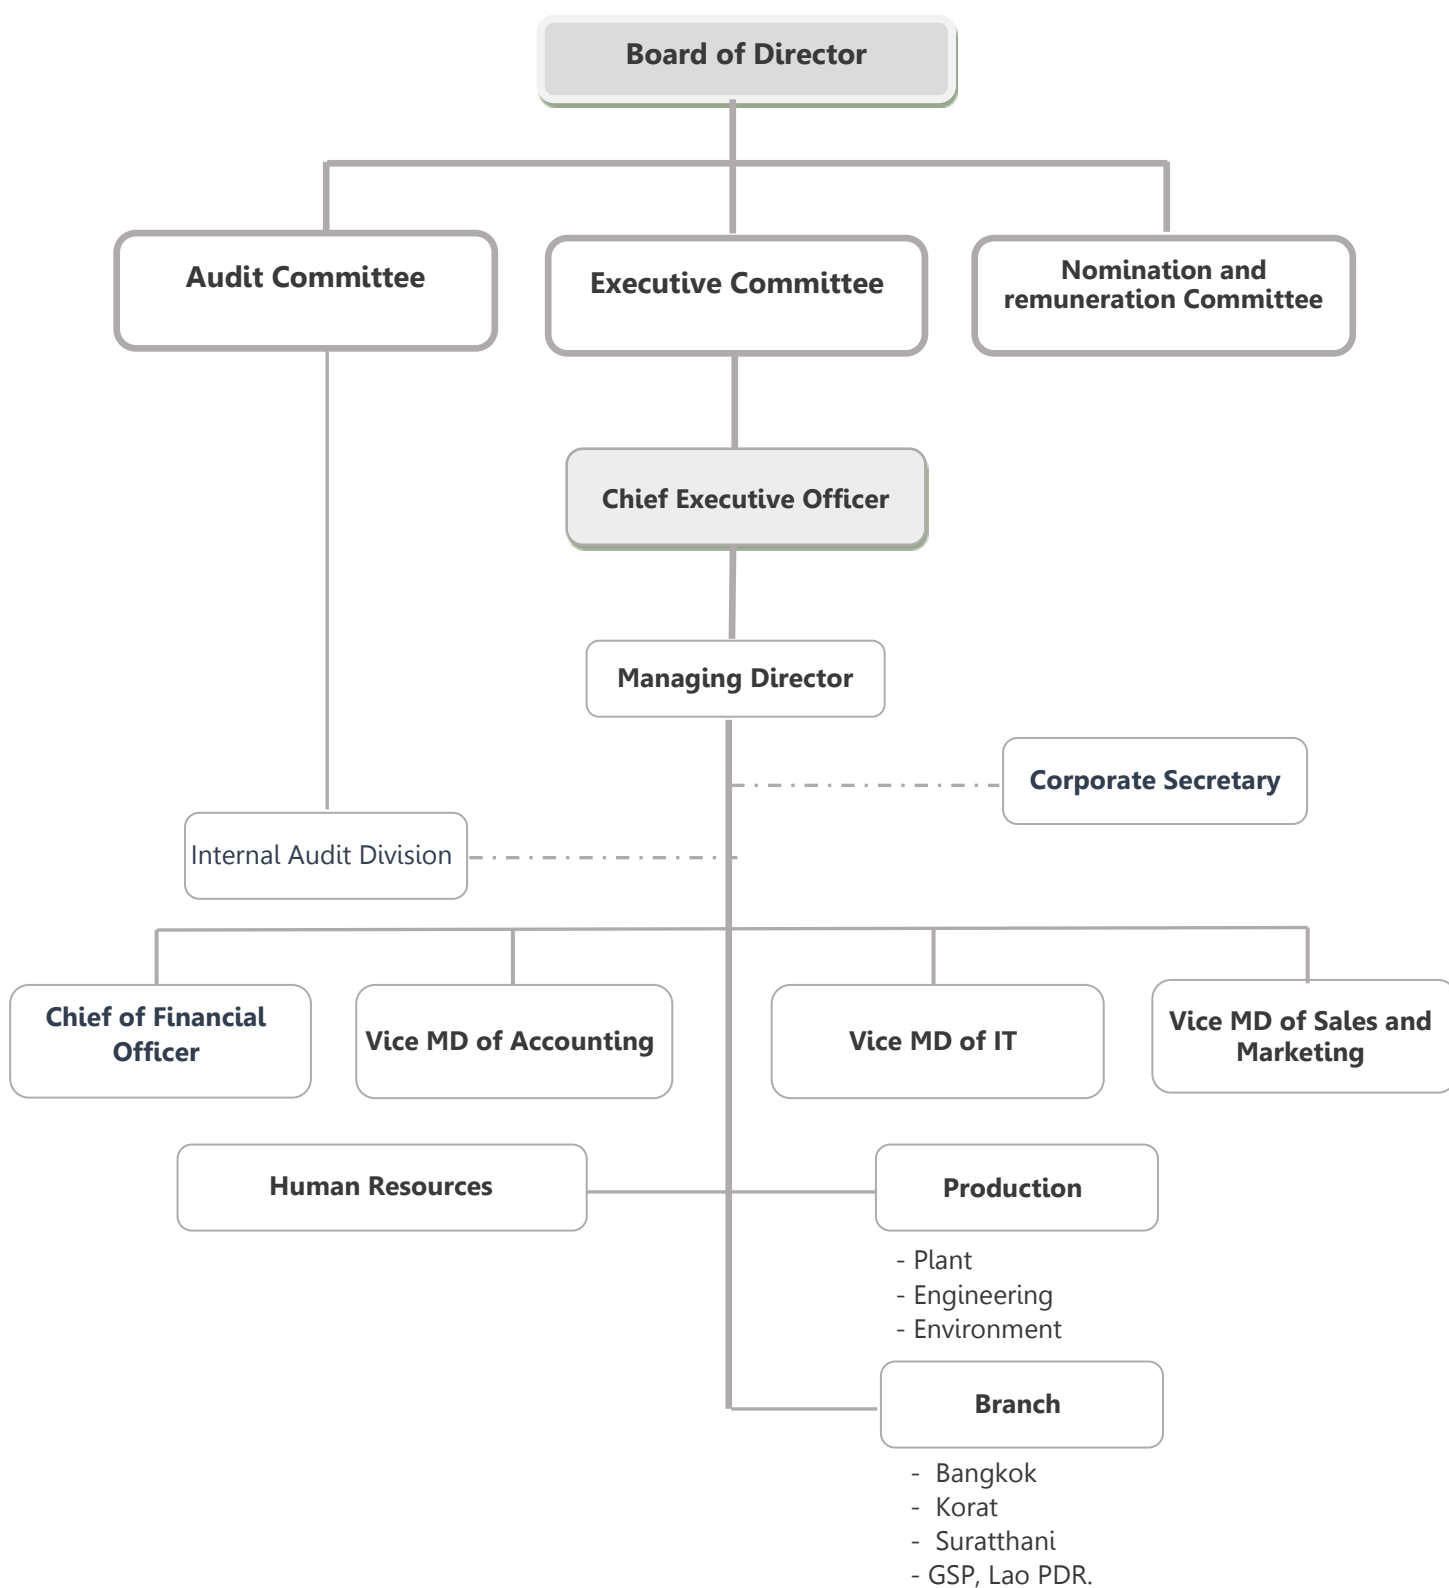 Board of Director
Audit Committee
Executive Committee
Nomination and
remuneration Committee
Chief Executive Officer
Managing Director
Corporate Secretary
Internal Audit Division
Chief of Financial
Officer
Vice MD of Accounting
Vice MD of IT
Vice MD of Sales and
Marketing
Human Resources
Production
- Plant
- Engineering
- Environment
Branch
- Bangkok
- Korat
- Suratthani
- GSP, Lao PDR.